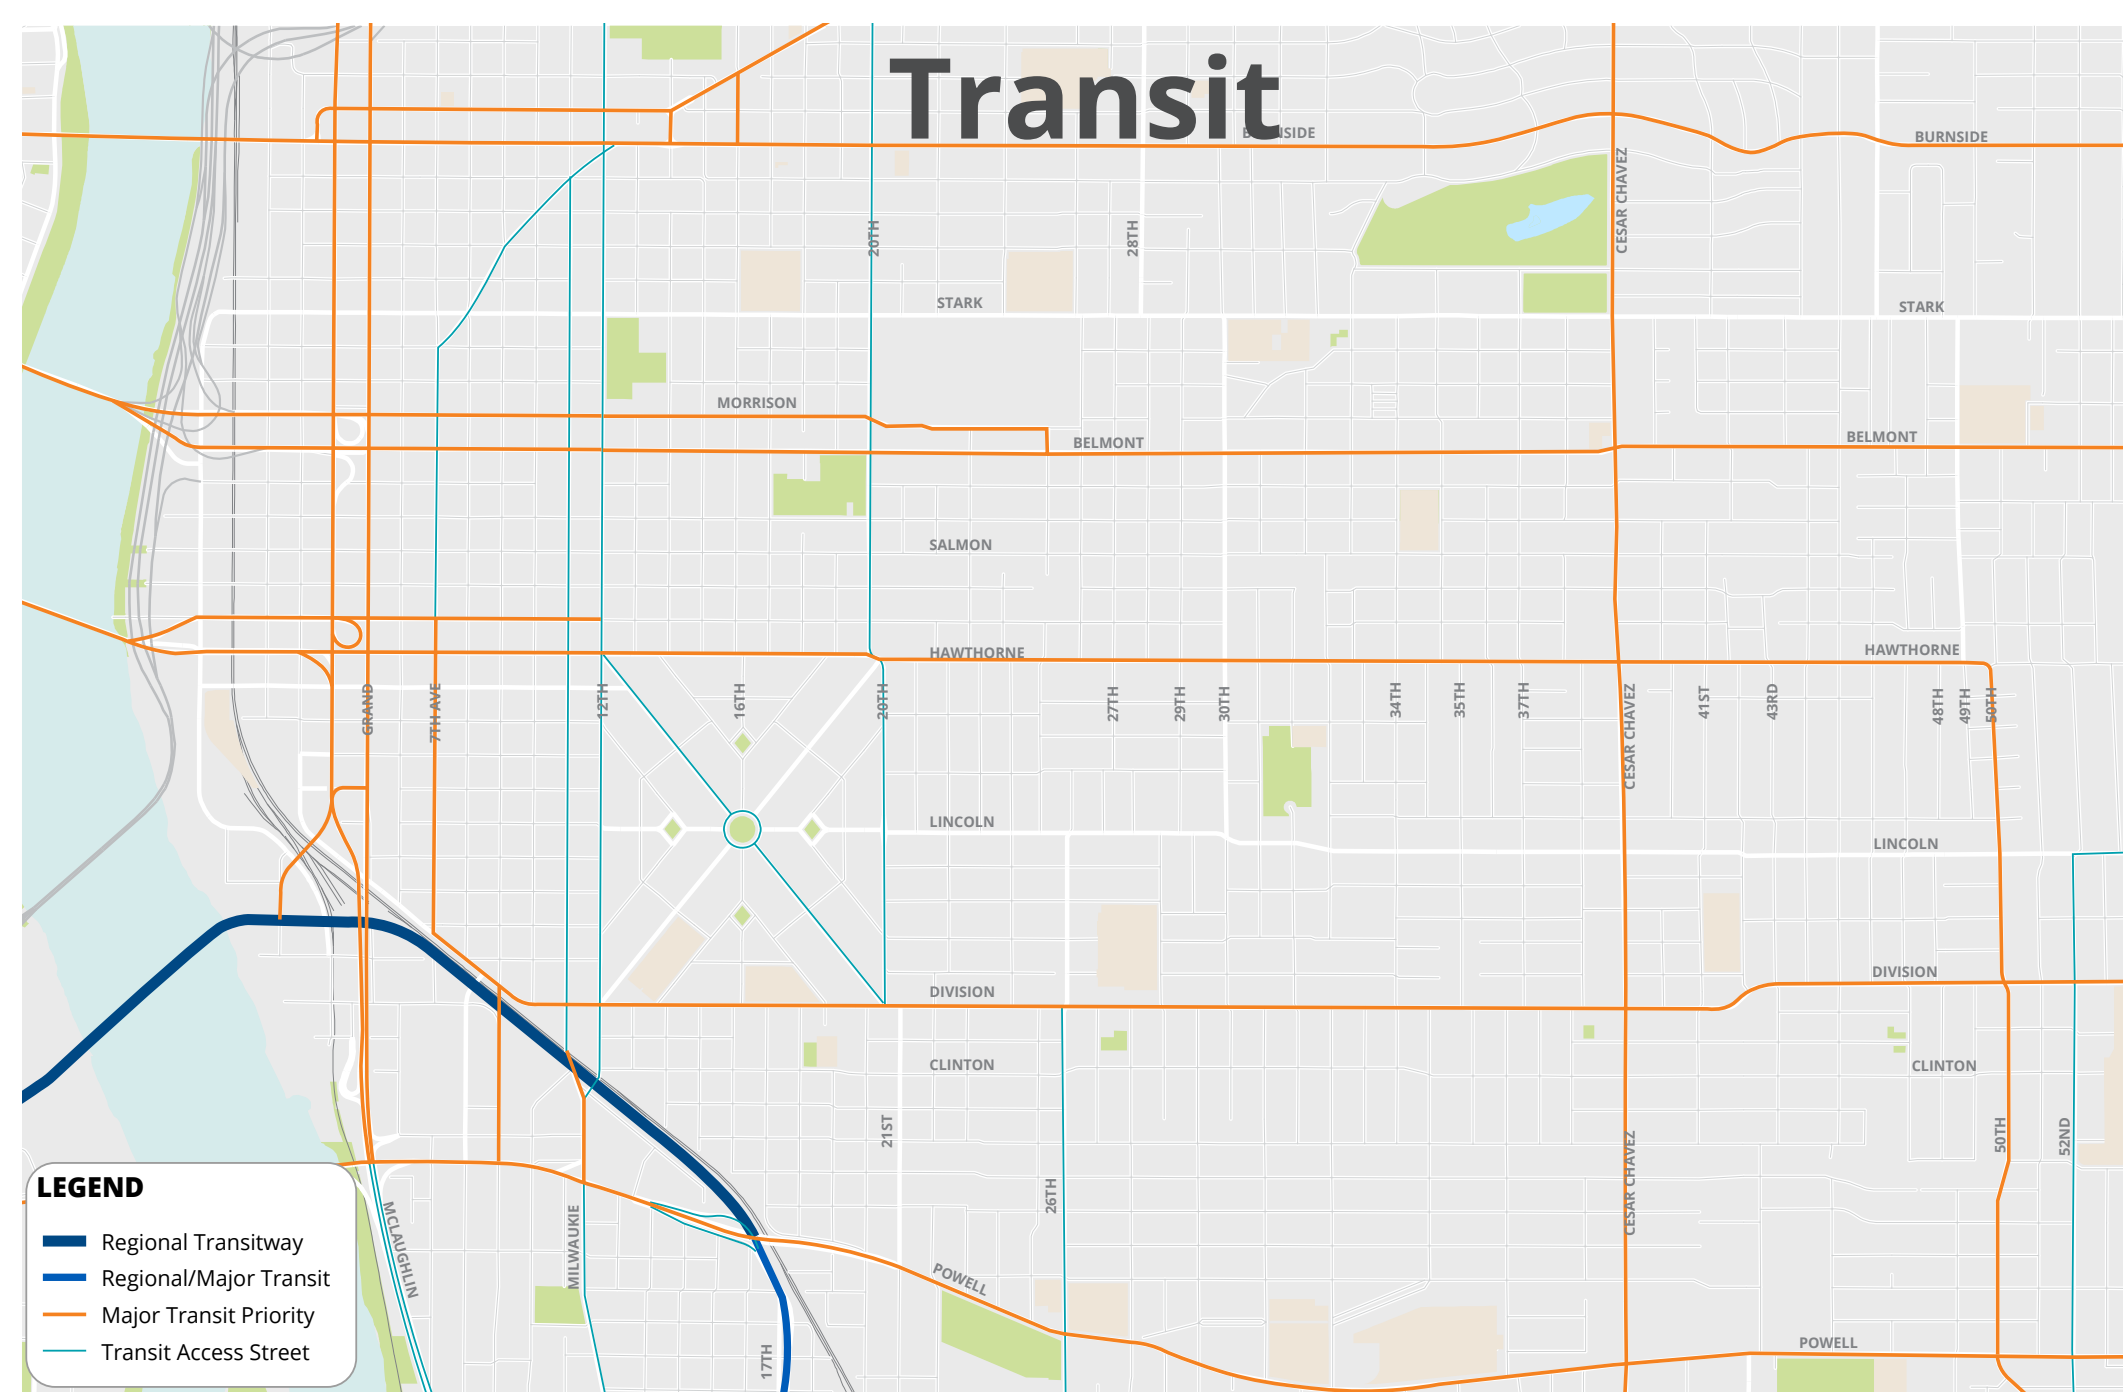 Transit
BURNSIDE
BURNSIDE
CESAR CHAVEZ
20TH
28TH
STARK
STARK
MORRISON
BELMONT
BELMONT
SALMON
HAWTHORNE
HAWTHORNE
GRAND
7TH AVE
12TH
16TH
20TH
27TH
29TH
30TH
34TH
35TH
37TH
CESAR CHAVEZ
41ST
43RD
48TH
49TH
50TH
LINCOLN
LINCOLN
DIVISION
DIVISION
CLINTON
CLINTON
21ST
26TH
CESAR CHAVEZ
50TH
52ND
MCLAUGHLIN
MILWAUKIE
17TH
POWELL
POWELL
LEGEND
Regional Transitway
Regional/Major Transit
Major Transit Priority
Transit Access Street